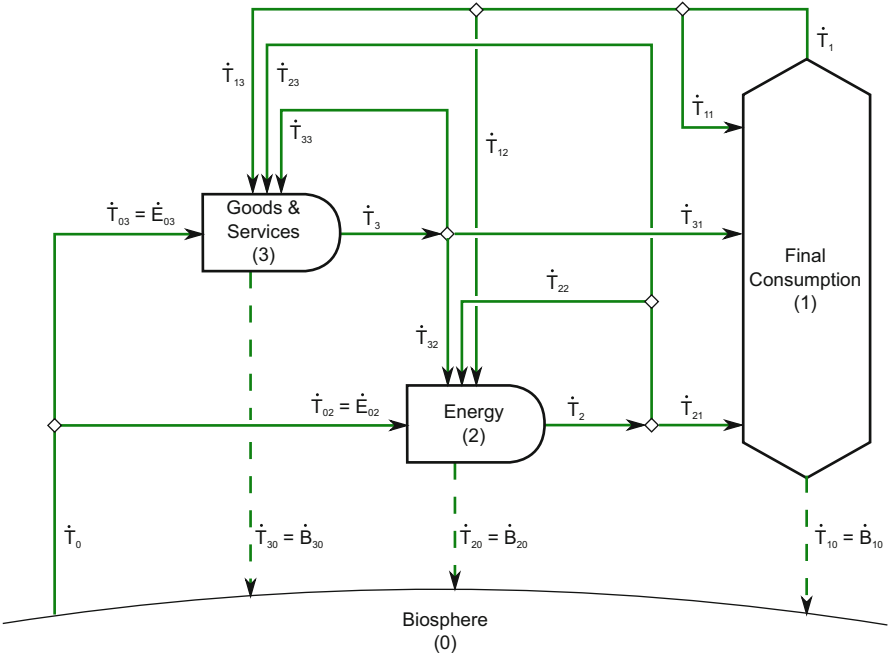 Ṫ₁
Ṫ₁₃
Ṫ₂₃
Ṫ₁₁
Ṫ₃₃
Ṫ₁₂
Goods &
Services
(3)
Ṫ₀₃ = Ė₀₃
Ṫ₃
Ṫ₃₁
Final
Consumption
(1)
Ṫ₂₂
Ṫ₃₂
Ṫ₀₂ = Ė₀₂
Energy
(2)
Ṫ₂
Ṫ₂₁
Ṫ₀
Ṫ₃₀ = Ḃ₃₀
Ṫ₂₀ = Ḃ₂₀
Ṫ₁₀ = Ḃ₁₀
Biosphere
(0)